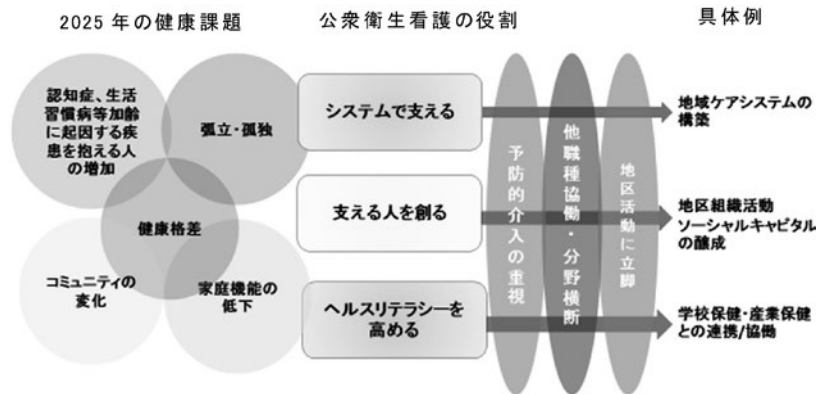 2025年の健康課題
公衆衛生看護の役割
具体例
認知症、生活
習慣病等加齢
に起因する疾
患を抱える人
の増加
孤立・孤独
健康格差
コミュニティの
変化
家庭機能の
低下
システムで支える
支える人を創る
ヘルスリテラシーを
高める
予防的介入の重視
他職種協働・分野横断
地区活動に立脚
地域ケアシステムの
構築
地区組織活動
ソーシャルキャピタル
の醸成
学校保健・産業保健
との連携/協働